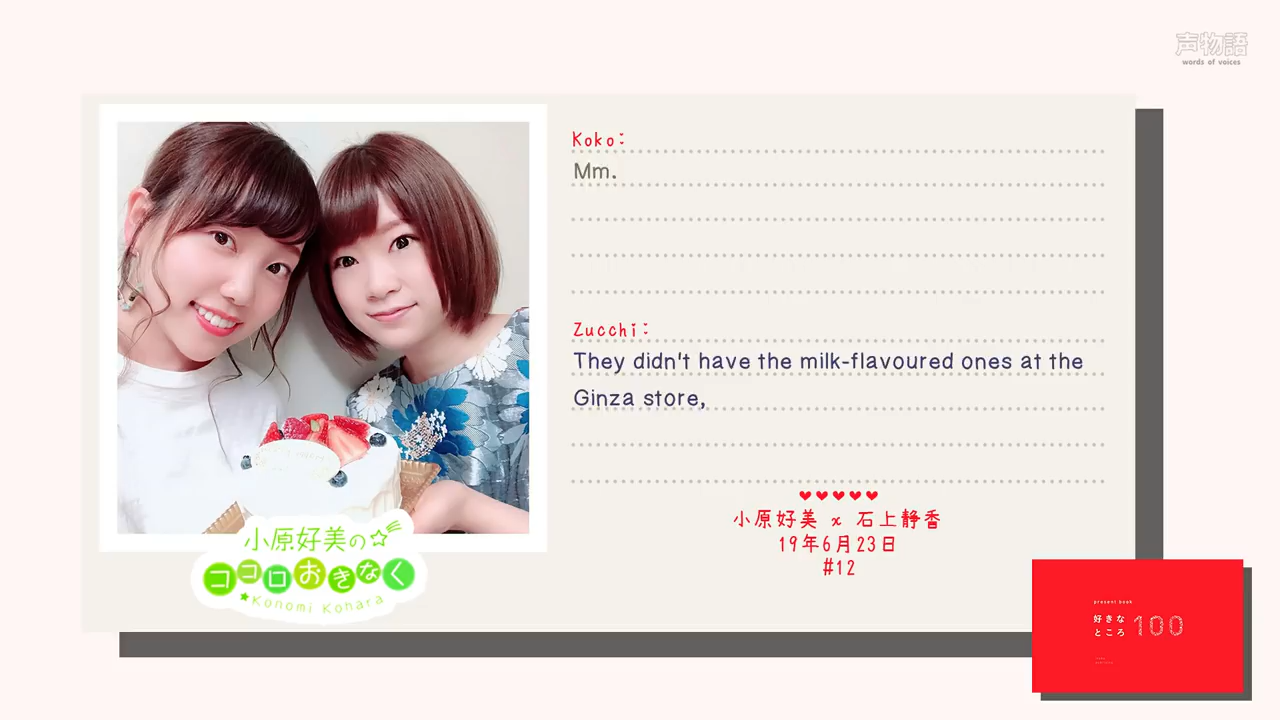 声物語
words of voices
Koko:
Mm.
Zucchi:
They didn't have the milk-flavoured ones at the
Ginza store,
小原好美 x 石上静香
19年6月23日
#12
小原好美の
ココロおきなく
Konomi Kohara
present book
好きな
ところ 100